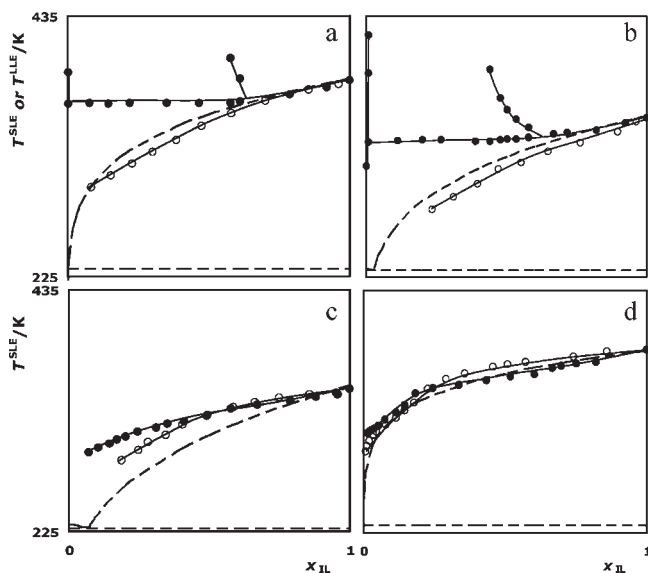 435
a
b
T^SLE or T^LLE/K
225
435
c
d
T^SLE/K
225
0
x_IL
1
0
x_IL
1